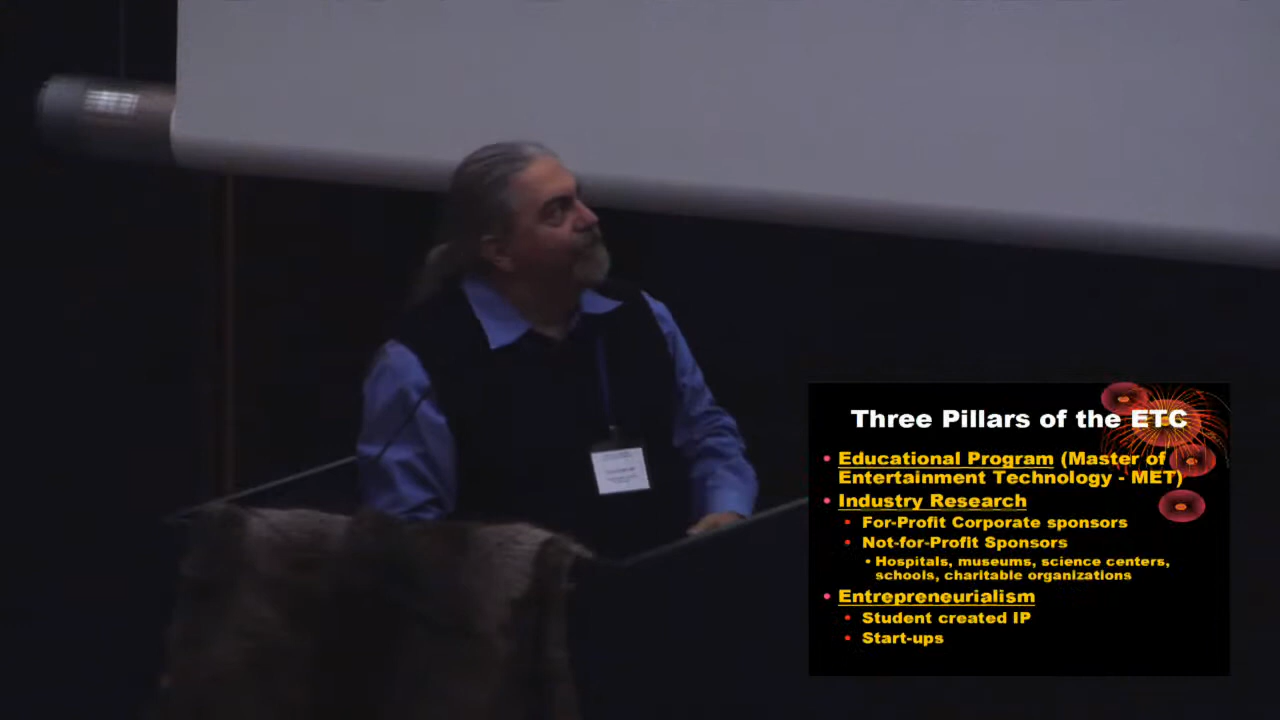 Three Pillars of the ETC
• Educational Program (Master of
Entertainment Technology - MET)
• Industry Research
• For-Profit Corporate sponsors
• Not-for-Profit Sponsors
• Hospitals, museums, science centers,
schools, charitable organizations
• Entrepreneurialism
• Student created IP
• Start-ups